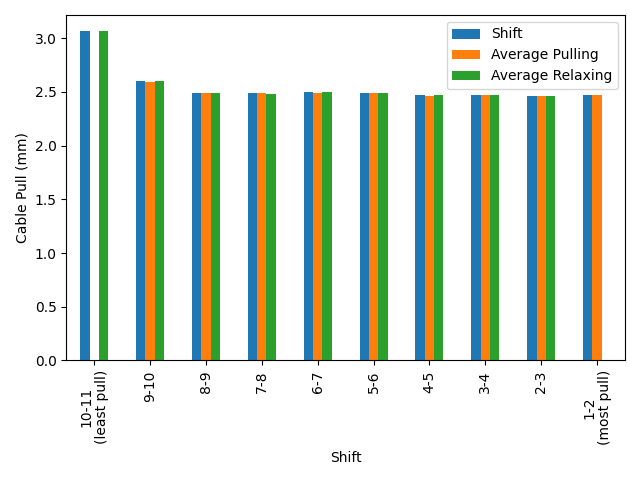 3.0
2.5
2.0
1.5
1.0
0.5
0.0
Cable Pull (mm)
Shift
Average Pulling
Average Relaxing
10-11
(least pull)
9-10
8-9
7-8
6-7
5-6
4-5
3-4
2-3
1-2
(most pull)
Shift